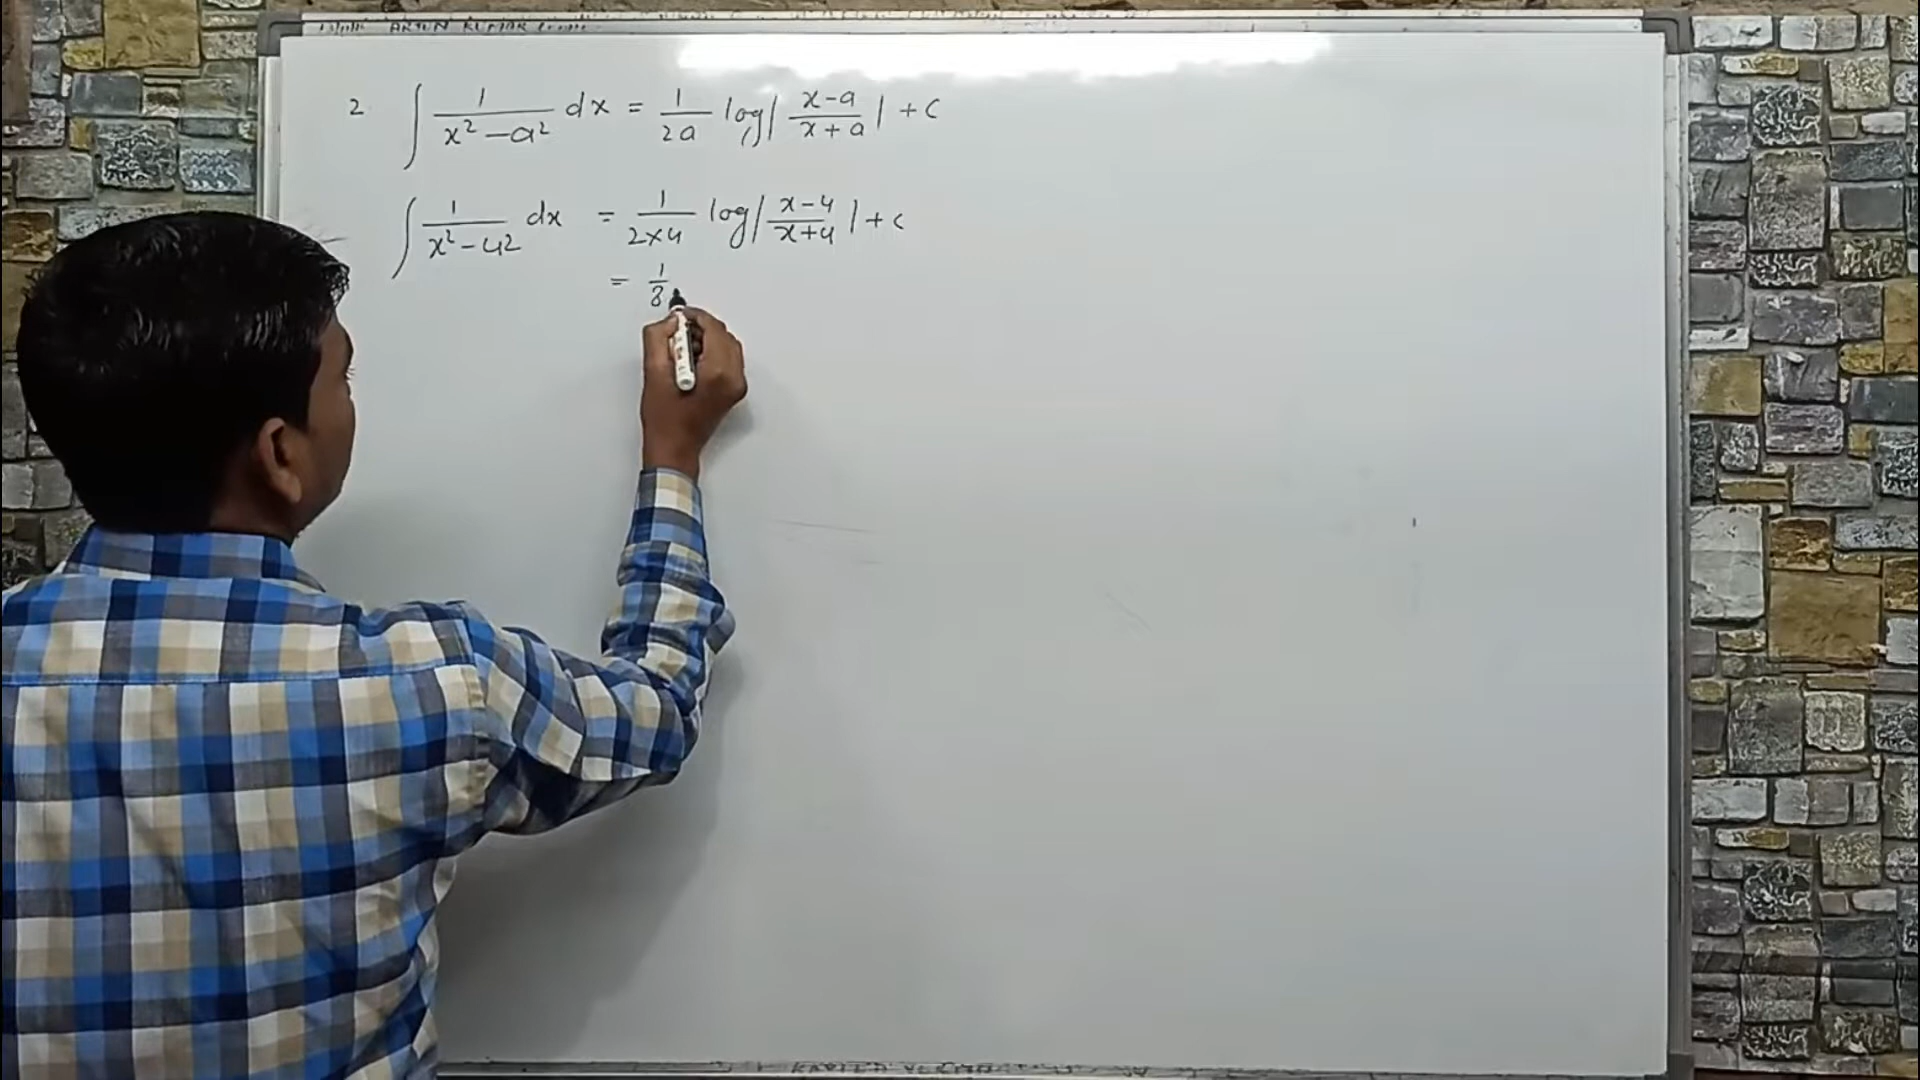 2 ∫ 1/(x² - a²) dx = 1/(2a) log| (x-a)/(x+a) | + c
∫ 1/(x² - 4²) dx = 1/(2×4) log| (x-4)/(x+4) | + c
= 1/8